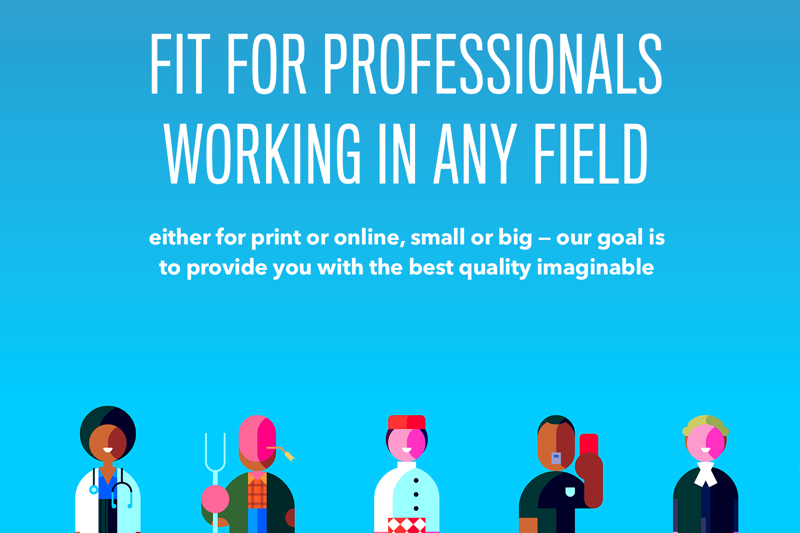 FIT FOR PROFESSIONALS
WORKING IN ANY FIELD
either for print or online, small or big – our goal is
to provide you with the best quality imaginable